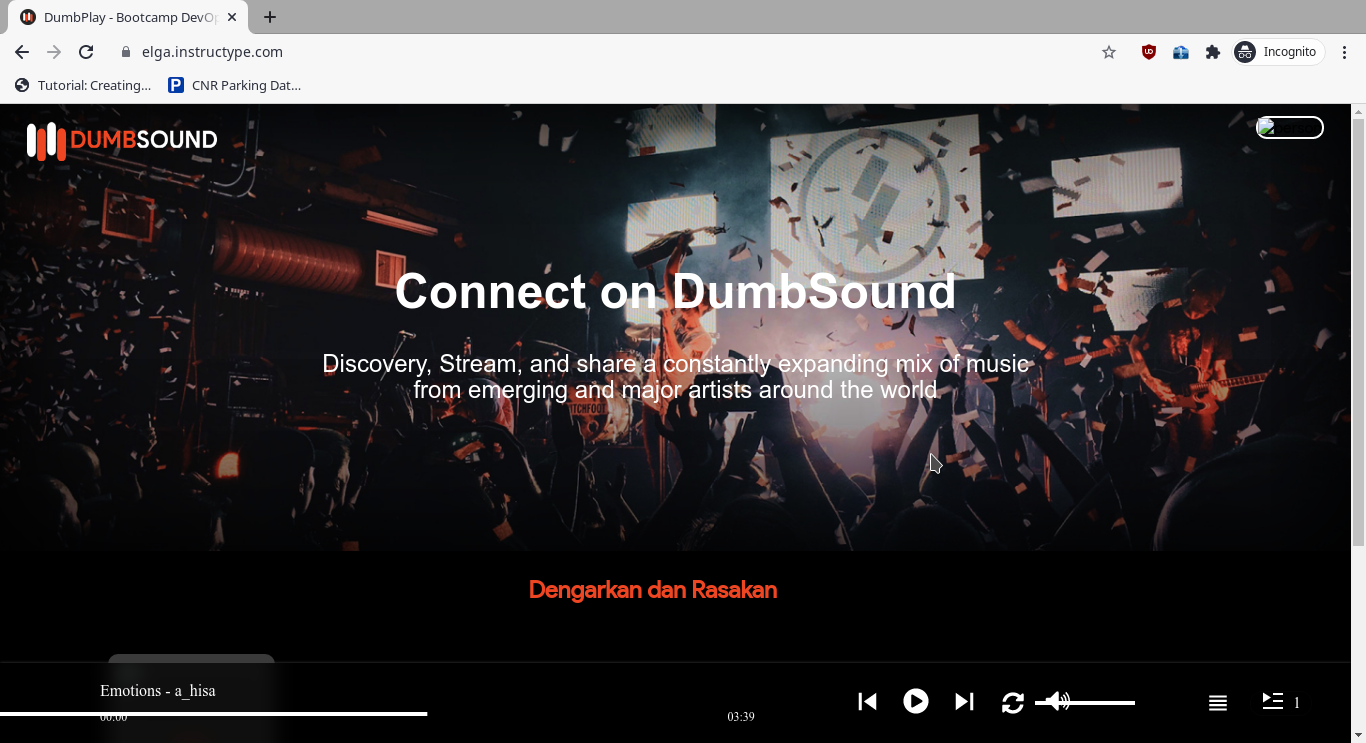 DumbPlay - Bootcamp DevOp
elga.instructype.com
Incognito
Tutorial: Creating...
CNR Parking Dat...
DUMBSOUND
Connect on DumbSound
Discovery, Stream, and share a constantly expanding mix of music
from emerging and major artists around the world
Dengarkan dan Rasakan
Emotions - a_hisa
00:00
03:39
1